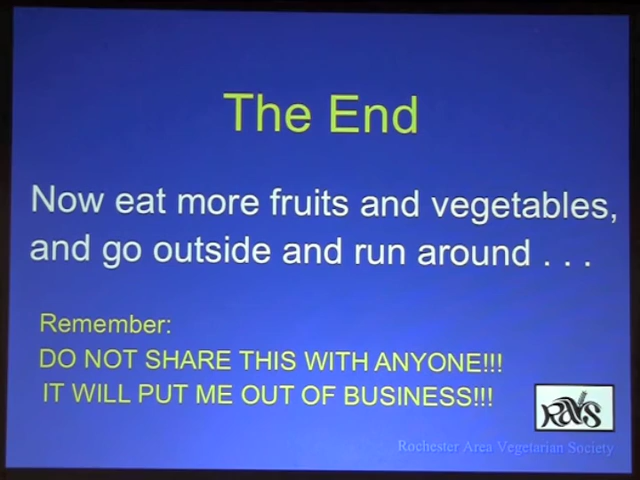 The End
Now eat more fruits and vegetables,
and go outside and run around . . .
Remember:
DO NOT SHARE THIS WITH ANYONE!!!
IT WILL PUT ME OUT OF BUSINESS!!!
RAVS
Rochester Area Vegetarian Society